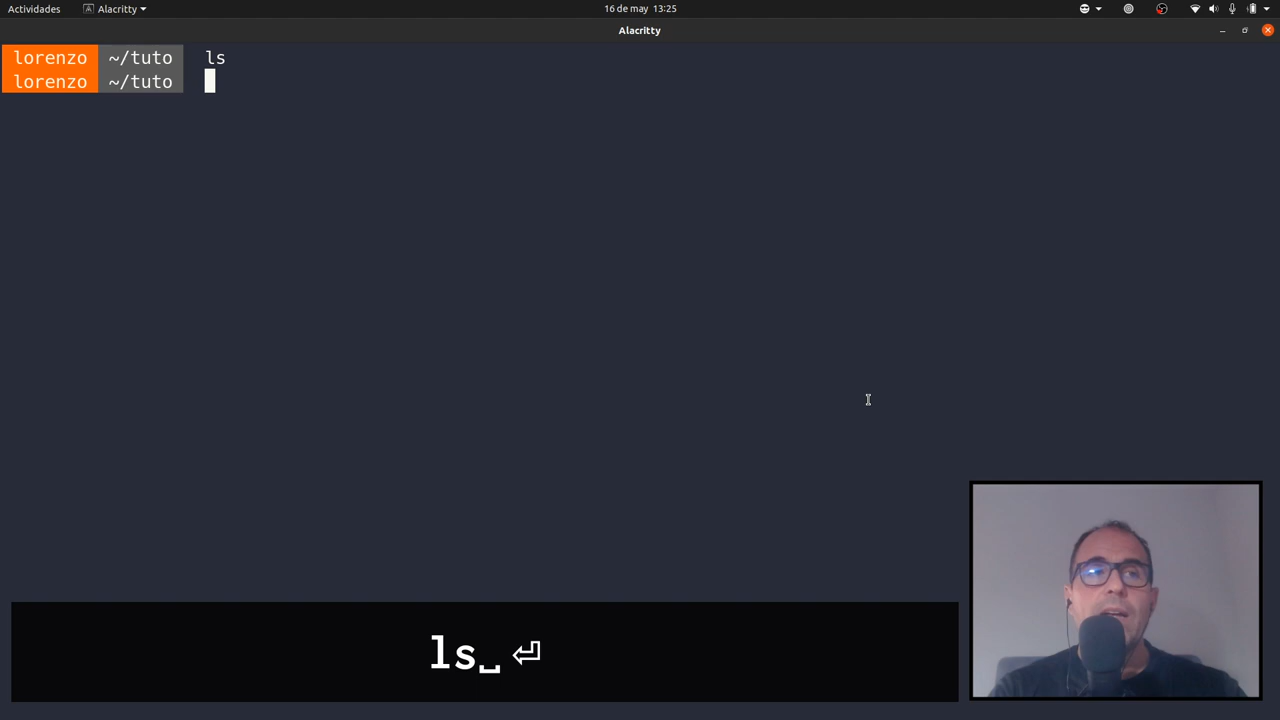 Actividades Alacritty 16 de may 13:25
Alacritty
lorenzo ~/tuto ls
lorenzo ~/tuto
ls␣⏎